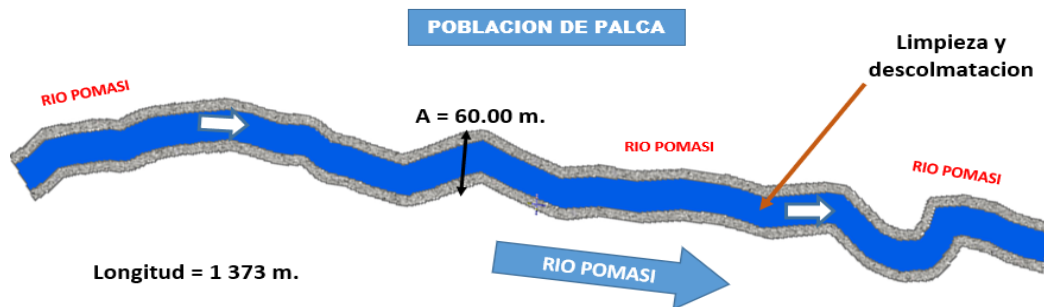 POBLACION DE PALCA
Limpieza y
descolmatacion
RIO POMASI
A = 60.00 m.
RIO POMASI
RIO POMASI
Longitud = 1 373 m.
RIO POMASI